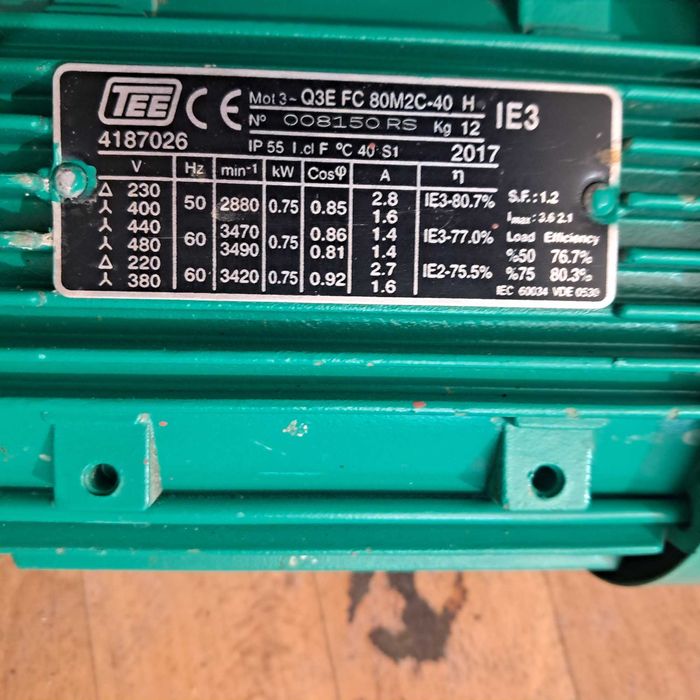 TEE CE Mot 3~ Q3E FC 80M2C-40 H IE3
Nº 008150 RS Kg 12
4187026 IP 55 I.cl F ºC 40 S1 2017
V Hz min⁻¹ kW Cosφ A η
Δ 230 50 2880 0.75 0.85 2.8 IE3-80.7% S.F.: 1.2
⅄ 400 1.6 Imax: 3.6 2.1
⅄ 440 60 3470 0.75 0.86 1.4 IE3-77.0% Load Efficiency
⅄ 480 3490 0.81 1.4 %50 76.7%
Δ 220 60 3420 0.75 0.92 2.7 IE2-75.5% %75 80.3%
⅄ 380 1.6 IEC 60034 VDE 0530